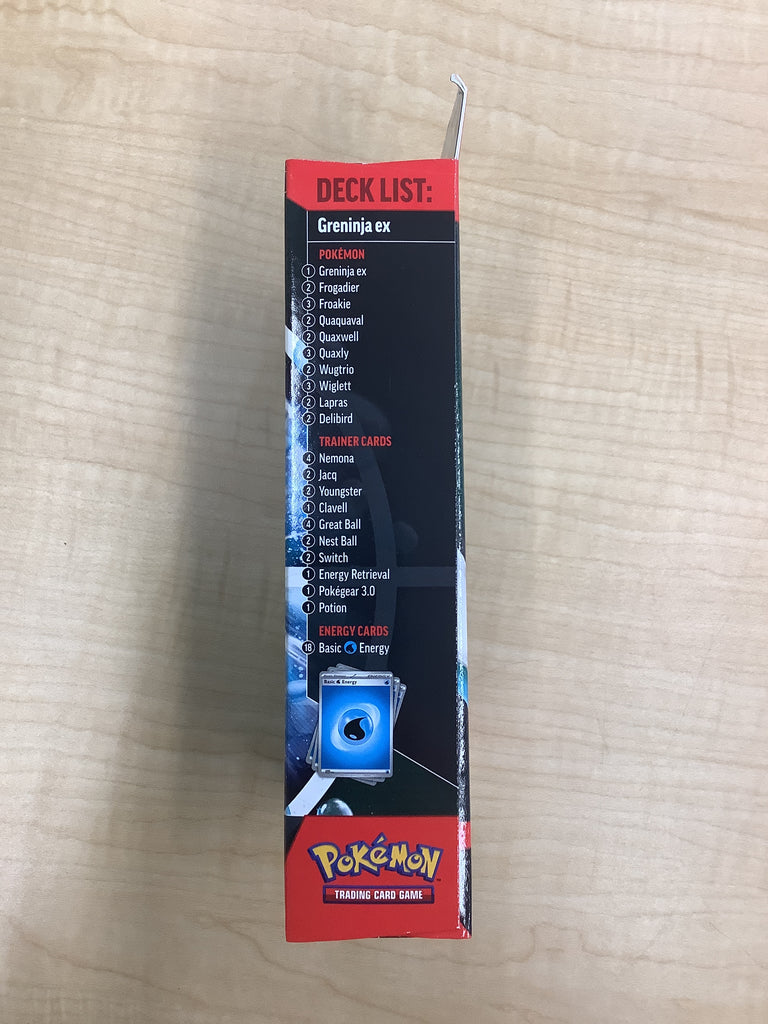 DECK LIST:
Greninja ex
POKÉMON
1 Greninja ex
2 Frogadier
3 Froakie
2 Quaquaval
2 Quaxwell
3 Quaxly
2 Wugtrio
3 Wiglett
2 Lapras
2 Delibird
TRAINER CARDS
4 Nemona
2 Jacq
2 Youngster
1 Clavell
4 Great Ball
2 Nest Ball
2 Switch
1 Energy Retrieval
1 Pokégear 3.0
1 Potion
ENERGY CARDS
18 Basic Energy
Basic Energy
POKéMON
TRADING CARD GAME